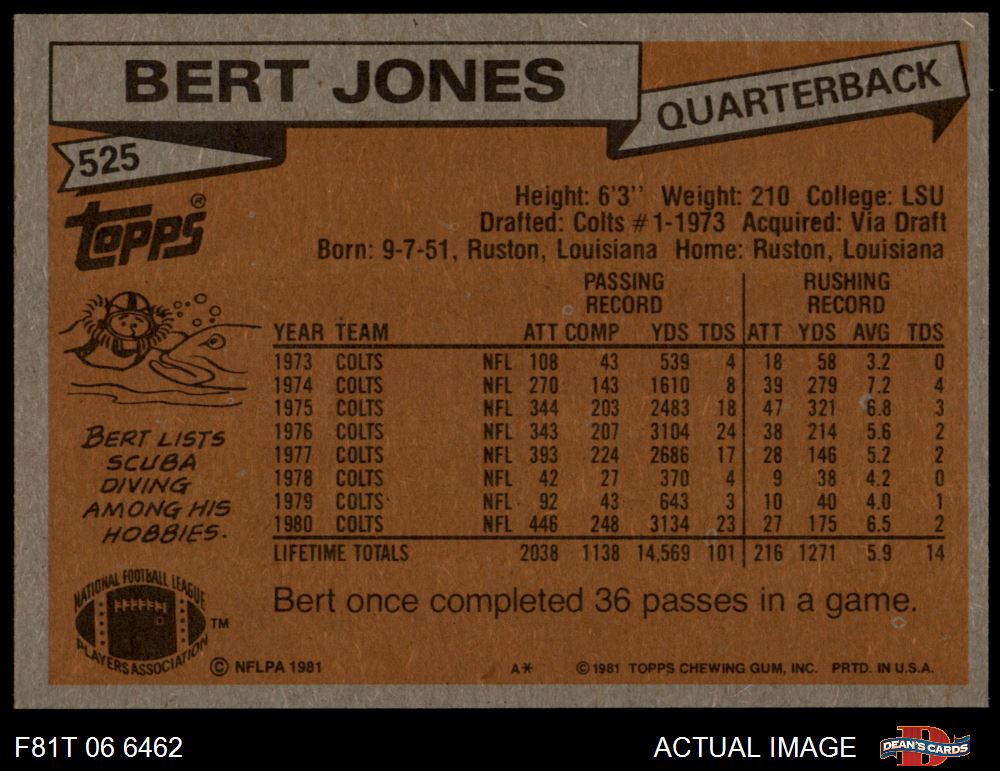 BERT JONES
QUARTERBACK
525
TOPPS®
Height: 6'3'' Weight: 210 College: LSU
Drafted: Colts #1-1973 Acquired: Via Draft
Born: 9-7-51, Ruston, Louisiana Home: Ruston, Louisiana
PASSING RECORD RUSHING RECORD
YEAR TEAM ATT COMP YDS TDS ATT YDS AVG TDS
1973 COLTS NFL 108 43 539 4 18 58 3.2 0
1974 COLTS NFL 270 143 1610 8 39 279 7.2 4
1975 COLTS NFL 344 203 2483 18 47 321 6.8 3
1976 COLTS NFL 343 207 3104 24 38 214 5.6 2
1977 COLTS NFL 393 224 2686 17 28 146 5.2 2
1978 COLTS NFL 42 27 370 4 9 38 4.2 0
1979 COLTS NFL 92 43 643 3 10 40 4.0 1
1980 COLTS NFL 446 248 3134 23 27 175 6.5 2
LIFETIME TOTALS 2038 1138 14,569 101 216 1271 5.9 14
BERT LISTS
SCUBA
DIVING
AMONG HIS
HOBBIES.
Bert once completed 36 passes in a game.
NATIONAL FOOTBALL LEAGUE
PLAYERS ASSOCIATION
TM
© NFLPA 1981
A*
© 1981 TOPPS CHEWING GUM, INC. PRTD. IN U.S.A.
F81T 06 6462
ACTUAL IMAGE
DEAN'S CARDS